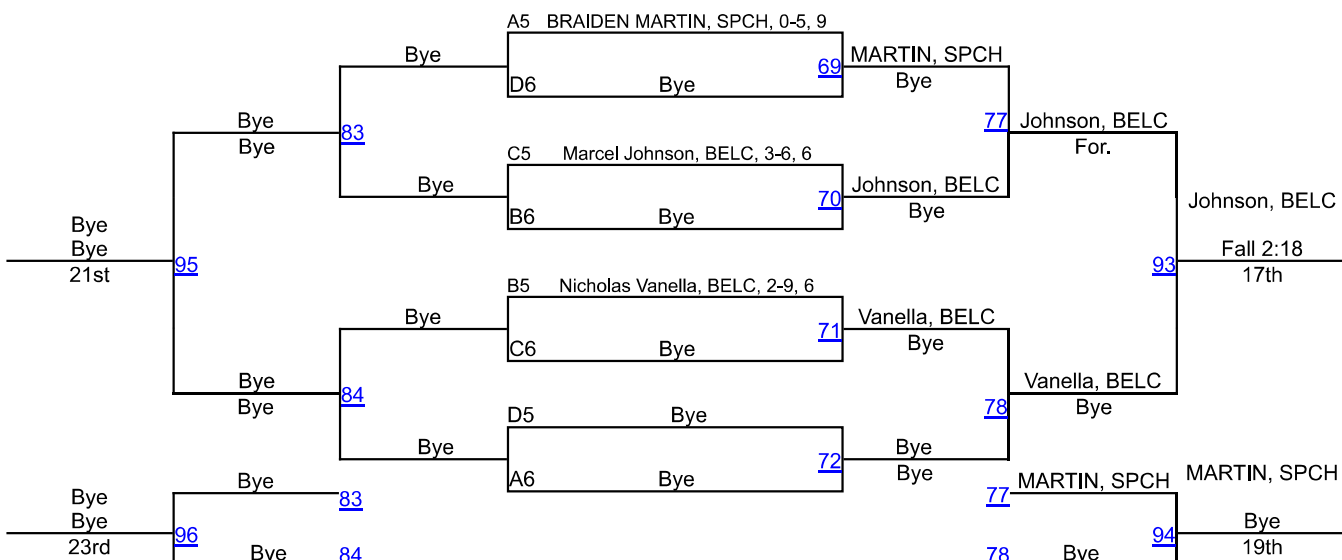 A5 BRAIDEN MARTIN, SPCH, 0-5, 9
Bye
69
MARTIN, SPCH
D6 Bye
Bye
Bye
Bye
83
77
Johnson, BELC
For.
C5 Marcel Johnson, BELC, 3-6, 6
Bye
70
Johnson, BELC
B6 Bye
Bye
Johnson, BELC
Bye
Bye
21st
95
93
Fall 2:18
17th
B5 Nicholas Vanella, BELC, 2-9, 6
Bye
71
Vanella, BELC
C6 Bye
Bye
Bye
Bye
84
78
Vanella, BELC
Bye
D5 Bye
Bye
72
Bye
A6 Bye
Bye
Bye
Bye
23rd
Bye
83
96
Bye
84
77
MARTIN, SPCH
MARTIN, SPCH
94
Bye
19th
78
Bye